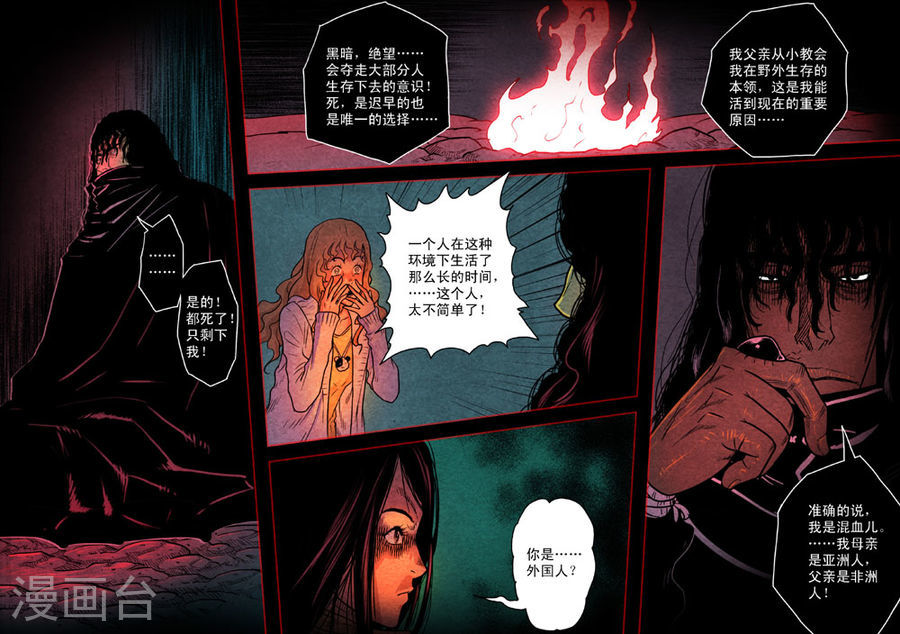 ……
……
是的！
都死了！
只剩下
我！
黑暗，绝望……
会夺走大部分人
生存下去的意识！
死，是迟早的也
是唯一的选择……
我父亲从小教会
我在野外生存的
本领，这是我能
活到现在的重要
原因……
一个人在这种
环境下生活了
那么长的时间，
……这个人，
太不简单了！
你是……
外国人？
准确的说，
我是混血儿。
……我母亲
是亚洲人，
父亲是非洲
人！
漫画台